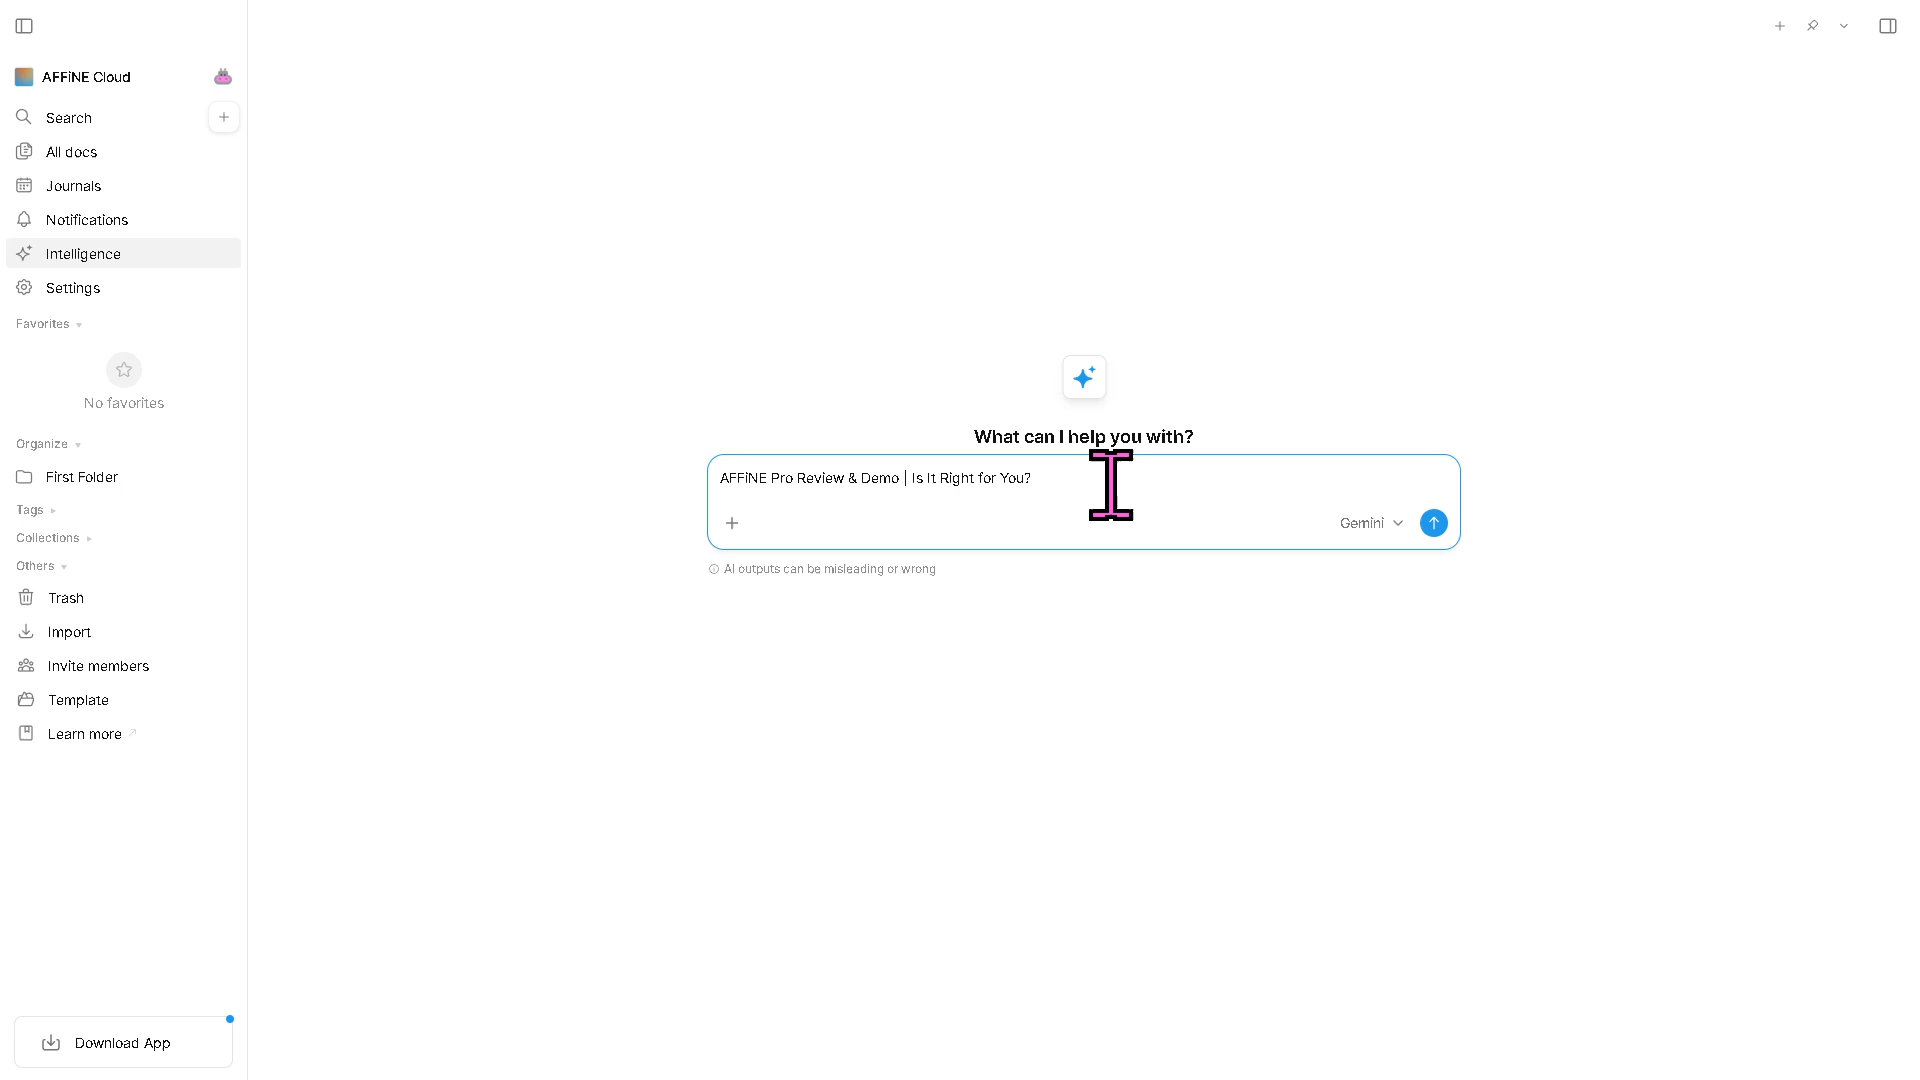 AFFiNE Cloud
Search
All docs
Journals
Notifications
Intelligence
Settings
Favorites
No favorites
Organize
First Folder
Tags
Collections
Others
Trash
Import
Invite members
Template
Learn more
Download App
What can I help you with?
AFFiNE Pro Review & Demo | Is It Right for You?
Gemini
AI outputs can be misleading or wrong